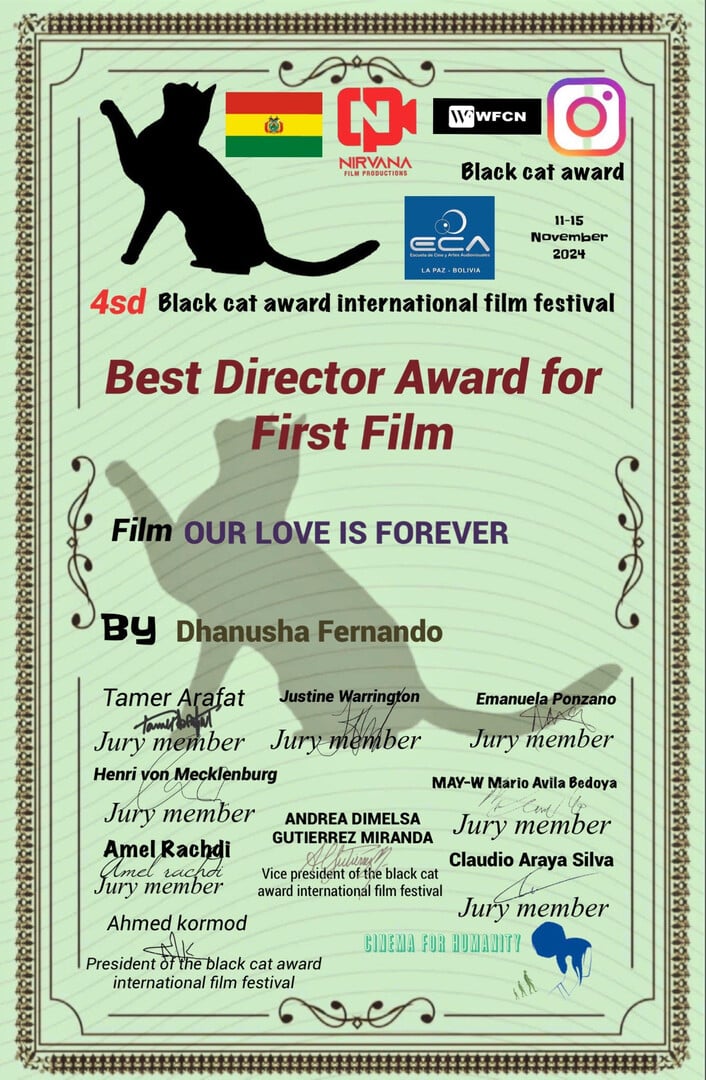 NIRVANA
FILM PRODUCTIONS
WFCN
Black cat award
ECA
Escuela de Cine y Artes Audiovisuales
LA PAZ - BOLIVIA
11-15
November
2024
4sd Black cat award international film festival
Best Director Award for
First Film
Film OUR LOVE IS FOREVER
By Dhanusha Fernando
Tamer Arafat
Jury member
Justine Warrington
Jury member
Emanuela Ponzano
Jury member
Henri von Mecklenburg
Jury member
MAY-W Mario Avila Bedoya
Jury member
ANDREA DIMELSA
GUTIERREZ MIRANDA
Vice president of the black cat
award international film festival
Amel Rachdi
Amel rachdi
Jury member
Claudio Araya Silva
Jury member
Ahmed kormod
President of the black cat award
international film festival
CINEMA FOR HUMANITY